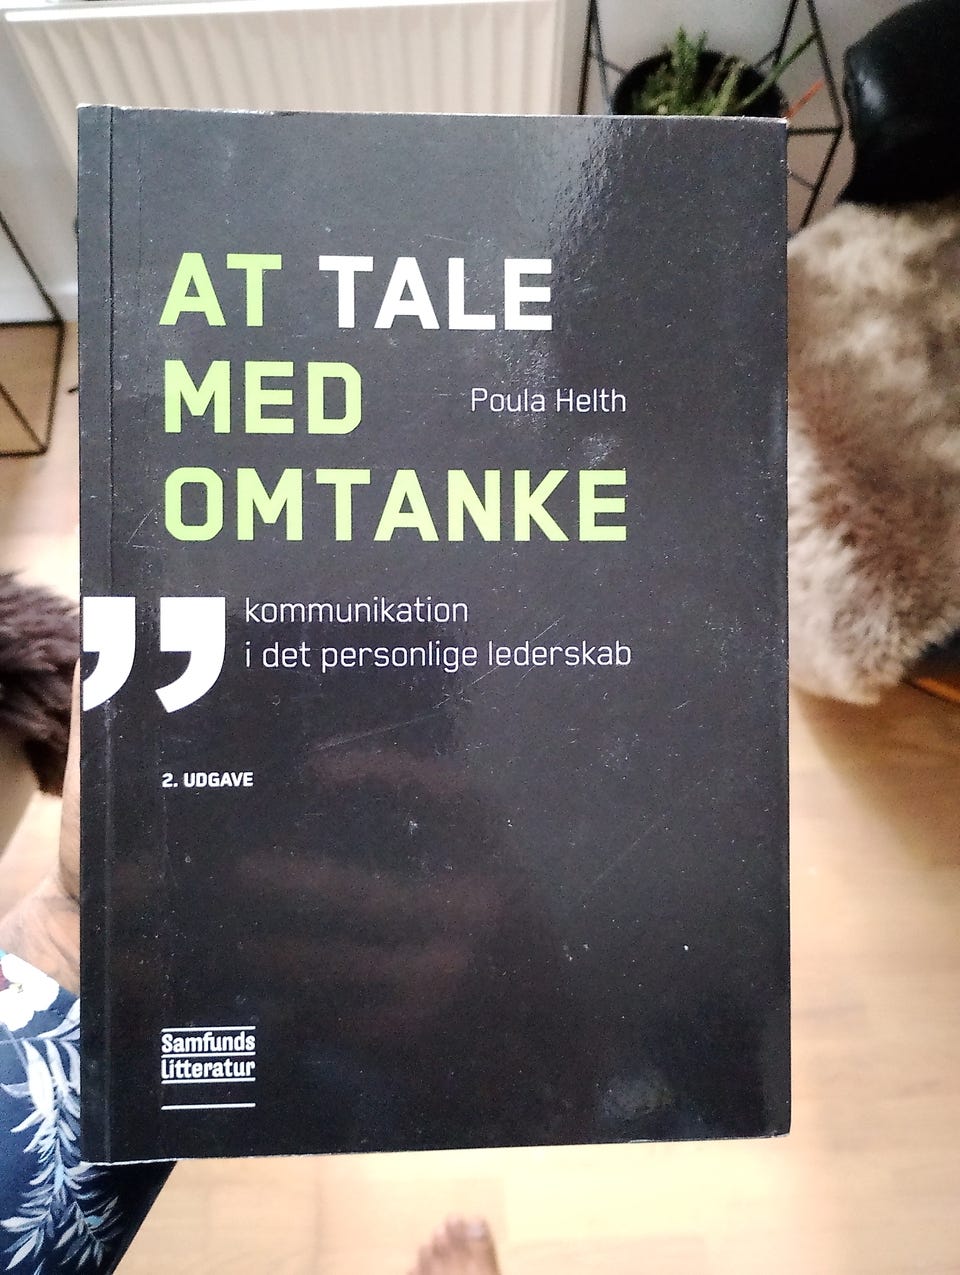 AT TALE
MED
Poula Helth
OMTANKE
” kommunikation
i det personlige lederskab
2. UDGAVE
Samfunds
litteratur